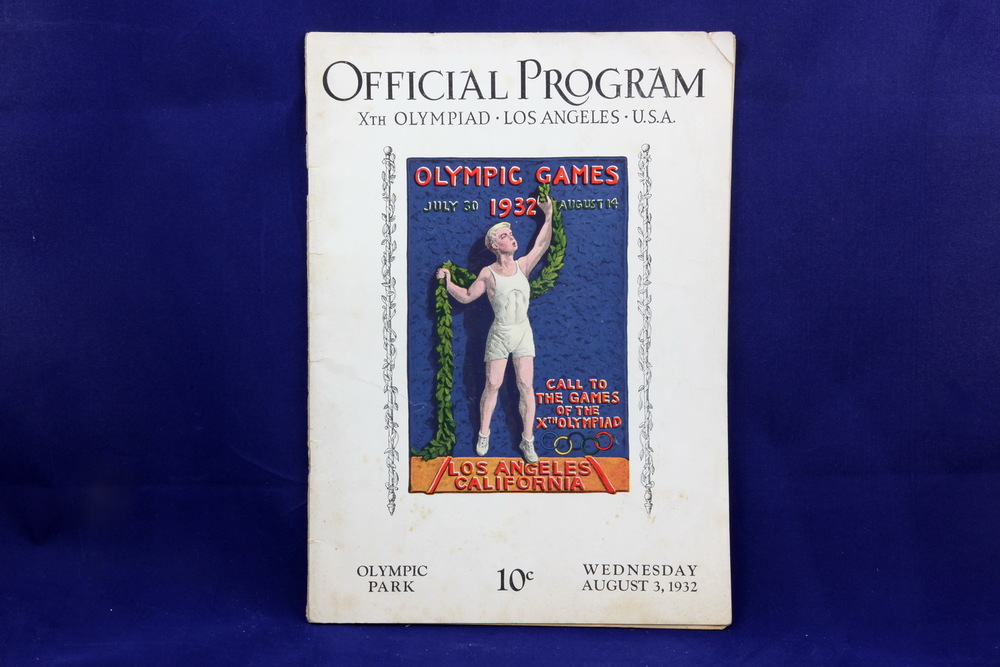 OFFICIAL PROGRAM
XTH OLYMPIAD · LOS ANGELES · U.S.A.
OLYMPIC GAMES
JULY 30 1932 AUGUST 14
CALL TO
THE GAMES
OF THE
XTH OLYMPIAD
LOS ANGELES
CALIFORNIA
OLYMPIC
PARK
10c
WEDNESDAY
AUGUST 3, 1932